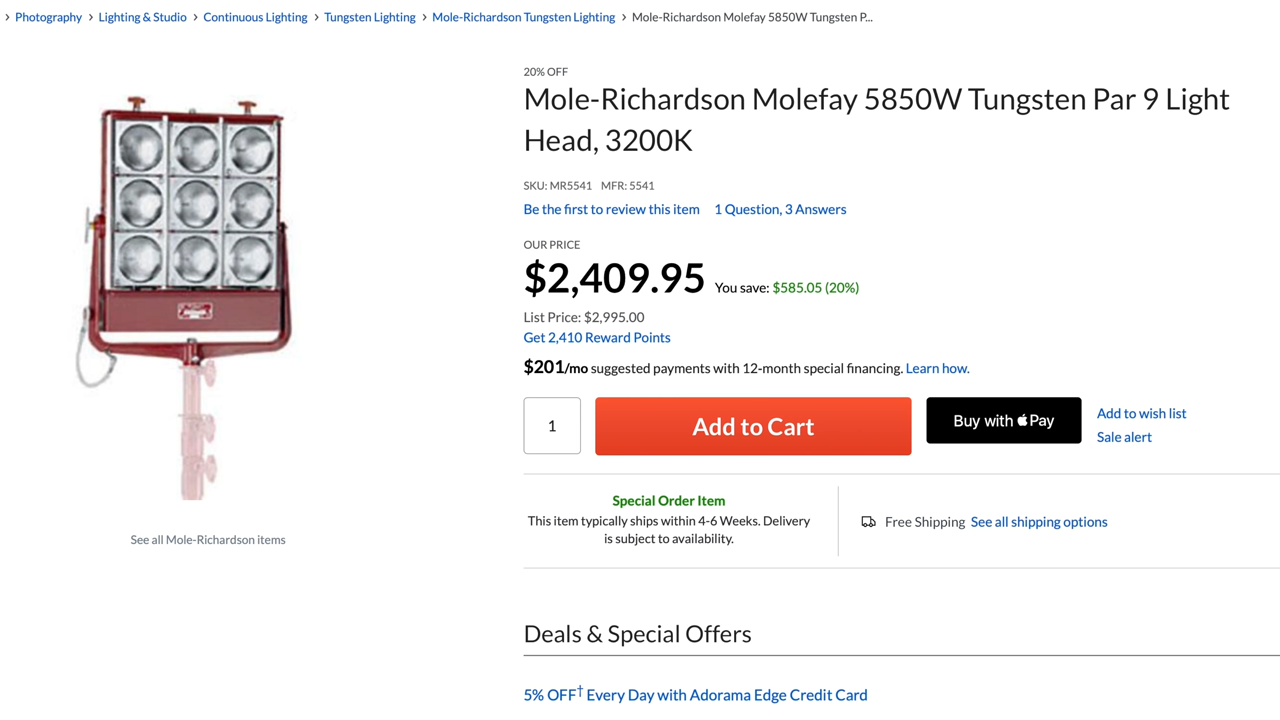 › Photography › Lighting & Studio › Continuous Lighting › Tungsten Lighting › Mole-Richardson Tungsten Lighting › Mole-Richardson Molefay 5850W Tungsten P...
20% OFF
Mole-Richardson Molefay 5850W Tungsten Par 9 Light
Head, 3200K
SKU: MR5541 MFR: 5541
Be the first to review this item 1 Question, 3 Answers
OUR PRICE
$2,409.95 You save: $585.05 (20%)
List Price: $2,995.00
Get 2,410 Reward Points
$201/mo suggested payments with 12-month special financing. Learn how.
1 Add to Cart Buy with Pay Add to wish list
Sale alert
Special Order Item
This item typically ships within 4-6 Weeks. Delivery
is subject to availability.
Free Shipping See all shipping options
See all Mole-Richardson items
Deals & Special Offers
5% OFF† Every Day with Adorama Edge Credit Card